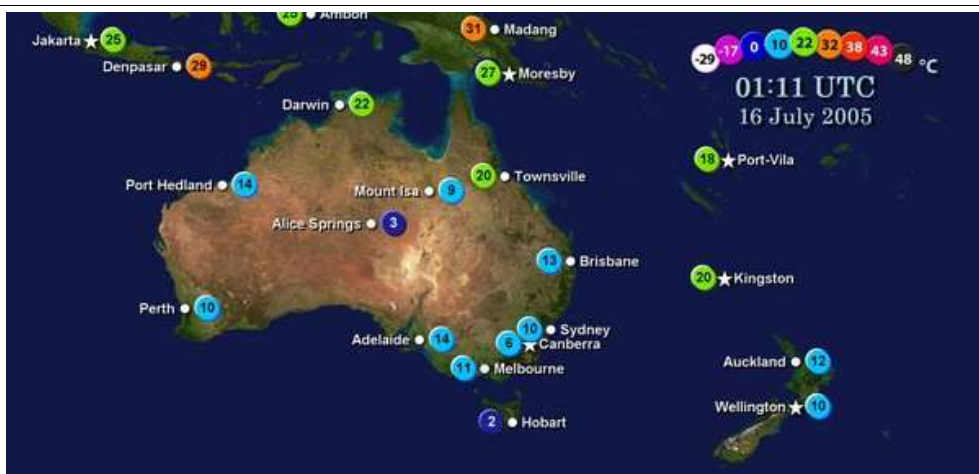 25 Ambon
31 Madang
Jakarta 25
Denpasar 29
27 Moresby
-29 -17 0 10 22 32 38 43 48 °C
01:11 UTC
16 July 2005
Darwin 22
18 Port-Vila
Port Hedland 14
Mount Isa 9
20 Townsville
Alice Springs 3
13 Brisbane
20 Kingston
Perth 10
Adelaide 14
10 Sydney
6 Canberra
11 Melbourne
Auckland 12
Wellington 10
2 Hobart